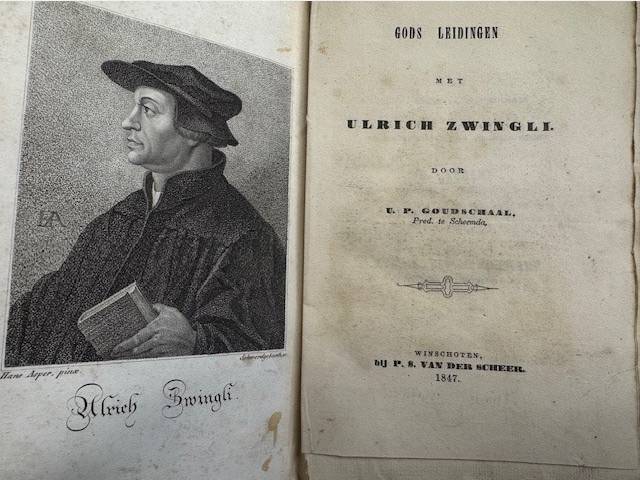 HA
Hans Asper, pinx.
Ulrich Zwingli.
GODS LEIDINGEN
MET
ULRICH ZWINGLI.
DOOR
U. P. GOUDSCHAAL,
Pred. te Scheemda.
WINSCHOTEN,
bij P. S. VAN DER SCHEER.
1847.